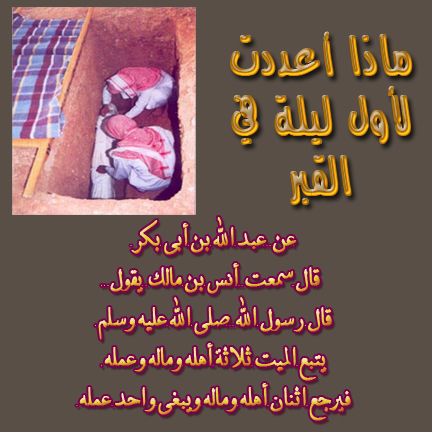 ماذا أعددت
لأول ليلة في
القبر
عن عبد الله بن أبى بكر.
قال سمعت أنس بن مالك يقول...
قال رسول الله صلى الله عليه وسلم.
يتبع الميت ثلاثة أهله وماله وعمله.
فيرجع اثنان أهله وماله ويبقى واحد عمله.